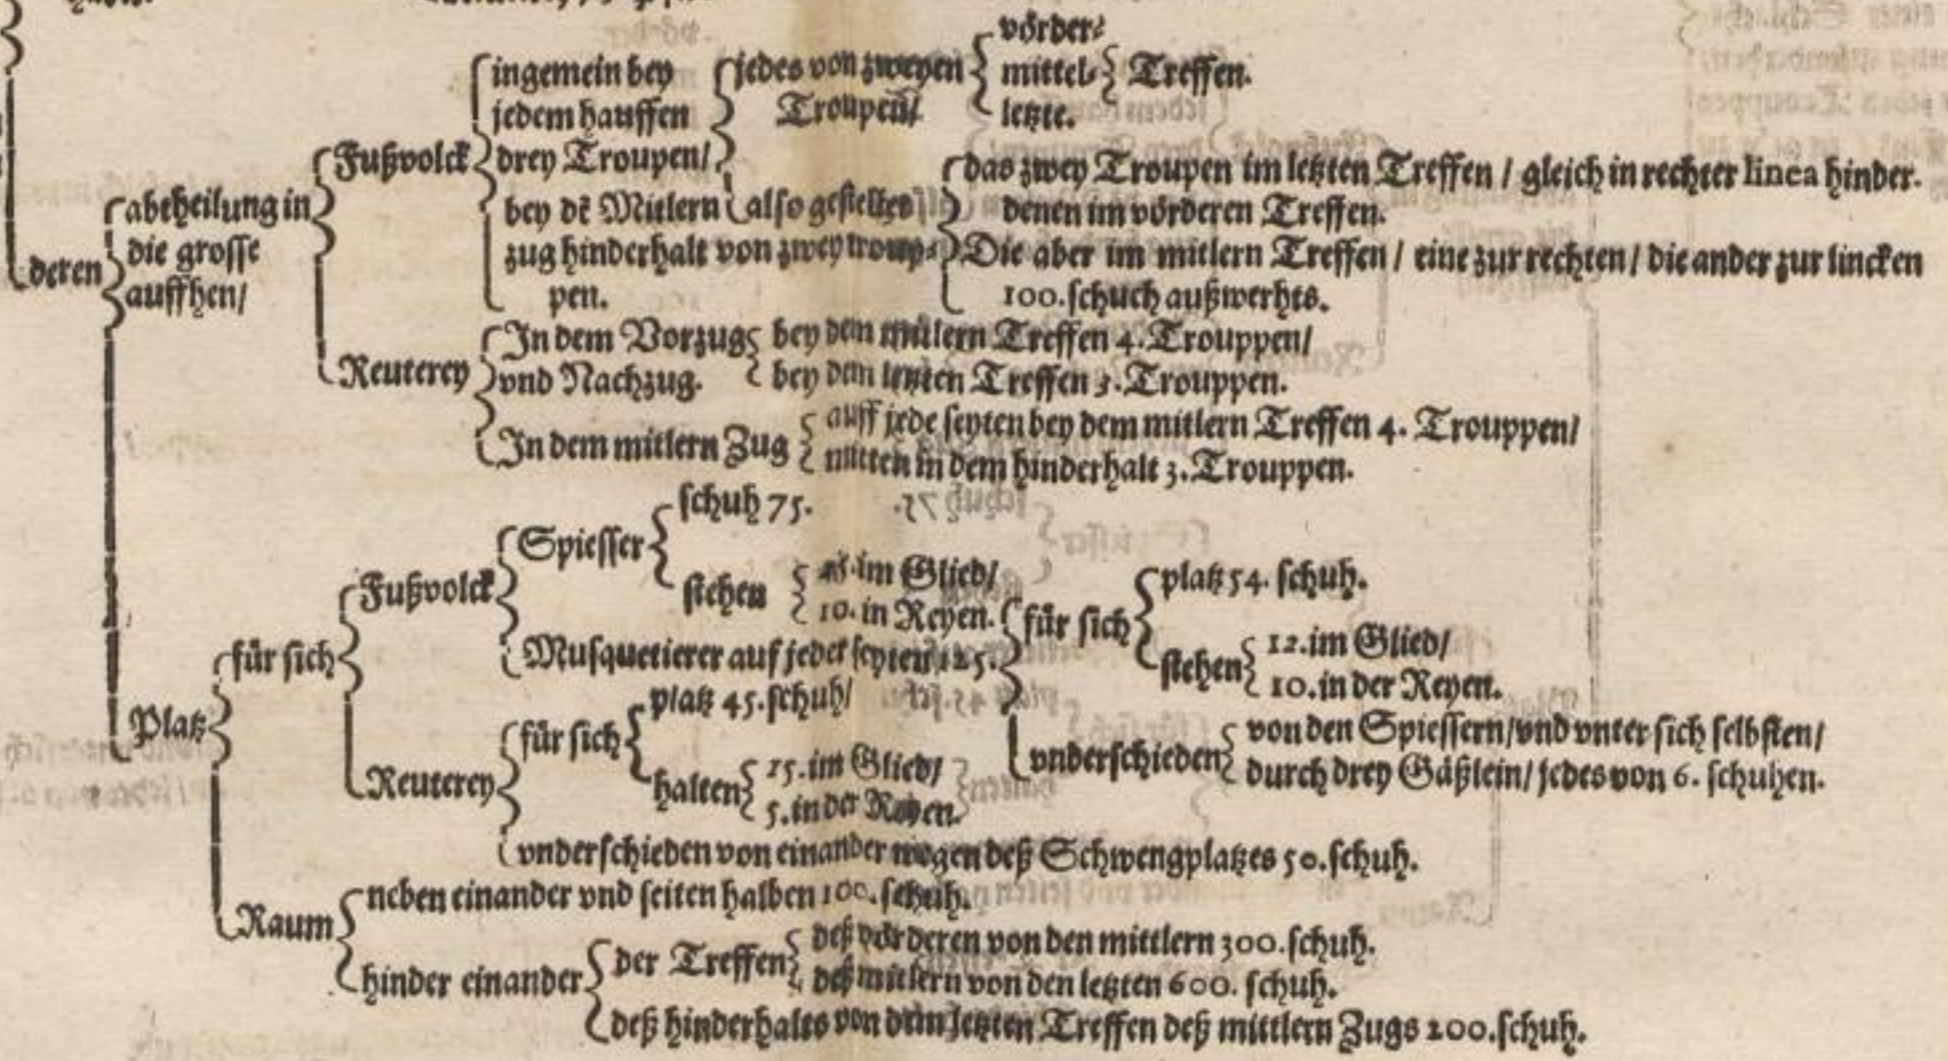 vörder⸗
ingemein bey jedes von zweyen mittel⸗ Treffen.
jedem hauffen Troupen/ letzte.
Fußvolck drey Troupen/
das zwey Troupen im letzten Treffen / gleich in rechter linea hinder.
abtheilung in bey dē Mitlern also gestellet denen im vörderen Treffen.
die grosse zug hinderhalt von zwey troup⸗ Die aber im mitlern Treffen / eine zur rechten / die ander zur lincken
deren
auffhen/ pen. 100. schuch außwerhts.
In dem Vorzug bey dem mitlern Treffen 4. Trouppen/
Reuterey vnd Nachzug. bey dem letzten Treffen 3. Trouppen.
auff jede seyten bey dem mitlern Treffen 4. Trouppen/
In dem mitlern Zug mitten in dem hinderhalt 3. Trouppen.
schuh 75.
Spiesser
stehen im Glied/ platz 54. schuh.
Fußvolck 10. in Reyen. für sich
12. im Glied/
für sich Musquetierer auf jeder seyten 125. stehen
10. in der Reyen.
platz 45. schuh/
Platz für sich von den Spiessern/vnd vnter sich selbsten/
vnderschieden
Reuterey halten 15. im Glied/ durch drey Gäßlein/ jedes von 6. schuhen.
5. in der Reyen.
vnderschieden von einander wegen deß Schwengplatzes 50. schuh.
neben einander vnd seiten halben 100. schuh.
Raum
deß vörderen von den mittlern 300. schuh.
hinder einander der Treffen
deß mitlern von den letzten 600. schuh.
deß hinderhalts von dem letzten Treffen deß mittlern Zugs 200. schuh.